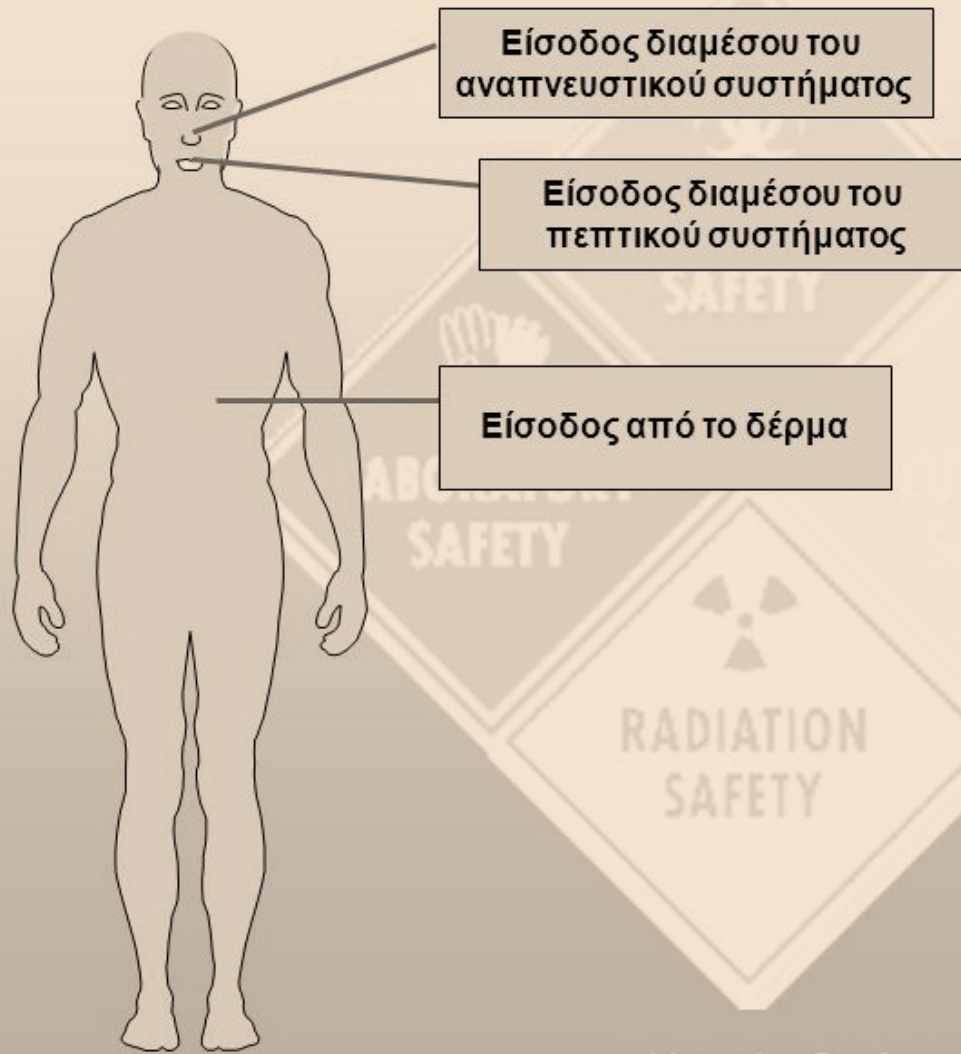 Είσοδος διαμέσου του
αναπνευστικού συστήματος
Είσοδος διαμέσου του
πεπτικού συστήματος
SAFETY
Είσοδος από το δέρμα
SAFETY
RADIATION
SAFETY